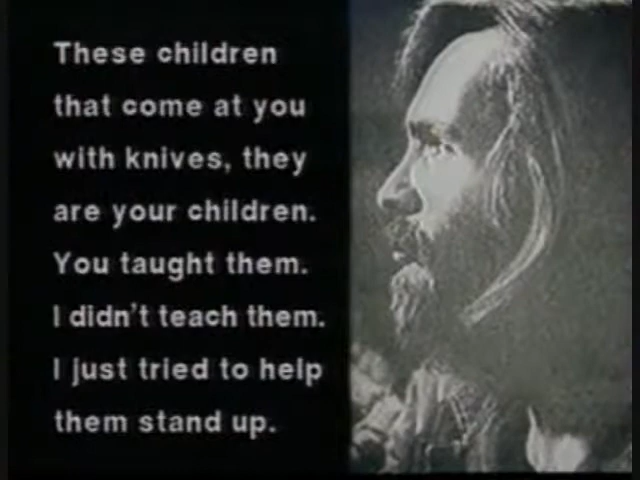 These children
that come at you
with knives, they
are your children.
You taught them.
I didn't teach them.
I just tried to help
them stand up.